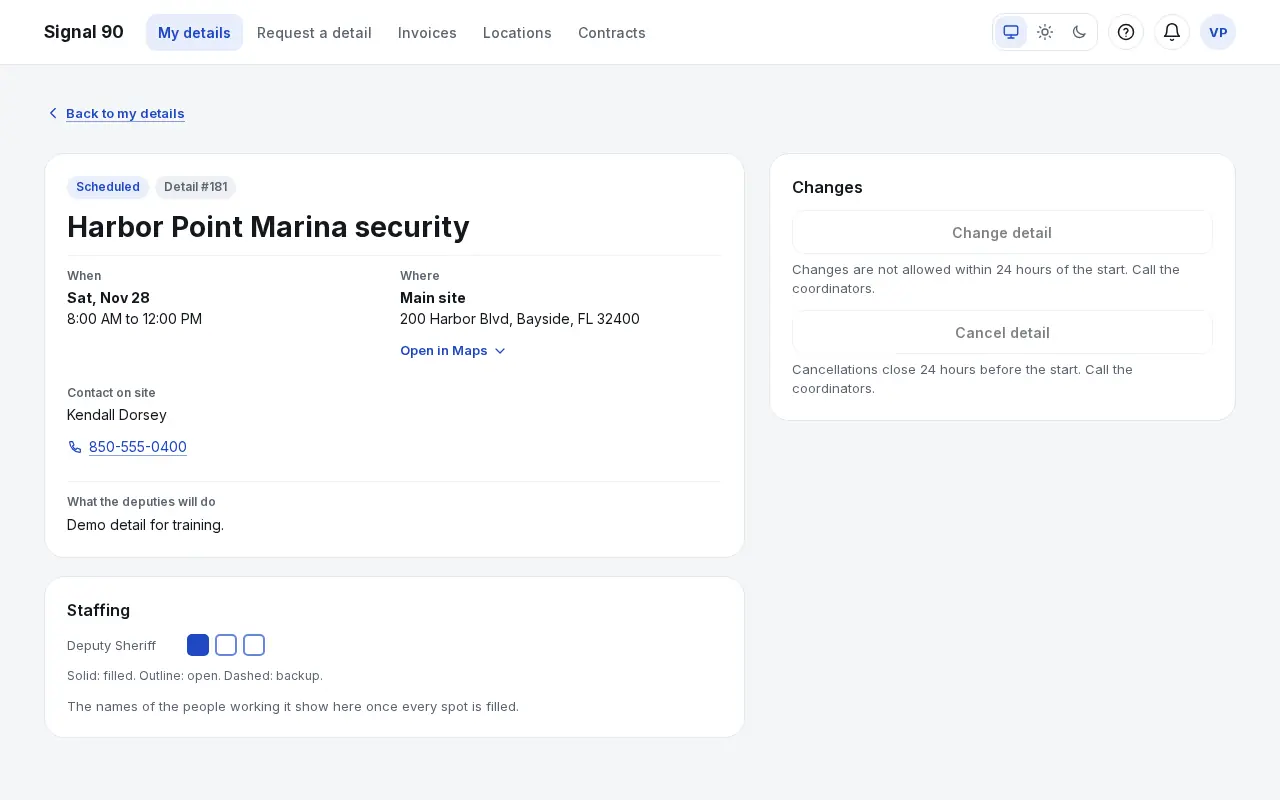 Signal 90
My details
Request a detail
Invoices
Locations
Contracts
VP
Back to my details
Scheduled
Detail #181
Harbor Point Marina security
When
Sat, Nov 28
8:00 AM to 12:00 PM
Where
Main site
200 Harbor Blvd, Bayside, FL 32400
Open in Maps
Contact on site
Kendall Dorsey
850-555-0400
What the deputies will do
Demo detail for training.
Changes
Change detail
Changes are not allowed within 24 hours of the start. Call the
coordinators.
Cancel detail
Cancellations close 24 hours before the start. Call the
coordinators.
Staffing
Deputy Sheriff
Solid: filled. Outline: open. Dashed: backup.
The names of the people working it show here once every spot is filled.